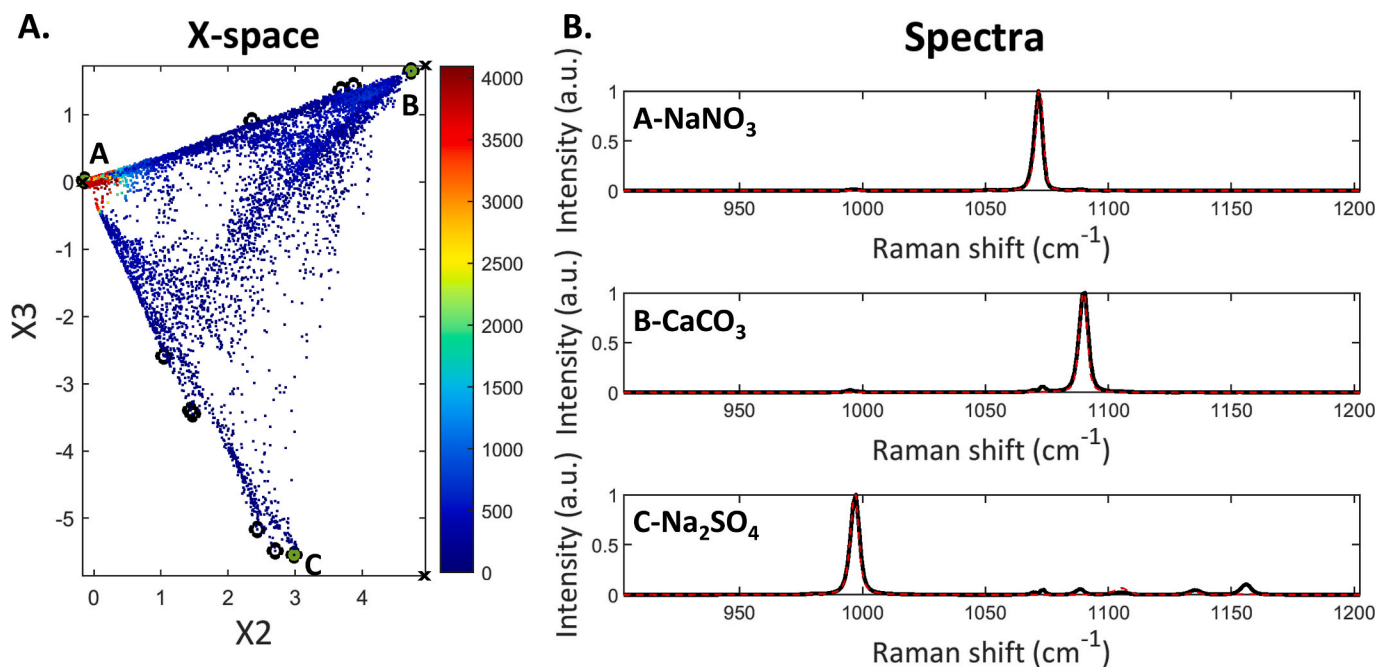 A.
X-space
X3
1
0
-1
-2
-3
-4
-5
0 1 2 3 4
X2
A
B
C
4000
3500
3000
2500
2000
1500
1000
500
0
B.
Spectra
Intensity (a.u.)
1
0.5
0
A-NaNO₃
950 1000 1050 1100 1150 1200
Raman shift (cm⁻¹)
Intensity (a.u.)
1
0.5
0
B-CaCO₃
950 1000 1050 1100 1150 1200
Raman shift (cm⁻¹)
Intensity (a.u.)
1
0.5
0
C-Na₂SO₄
950 1000 1050 1100 1150 1200
Raman shift (cm⁻¹)